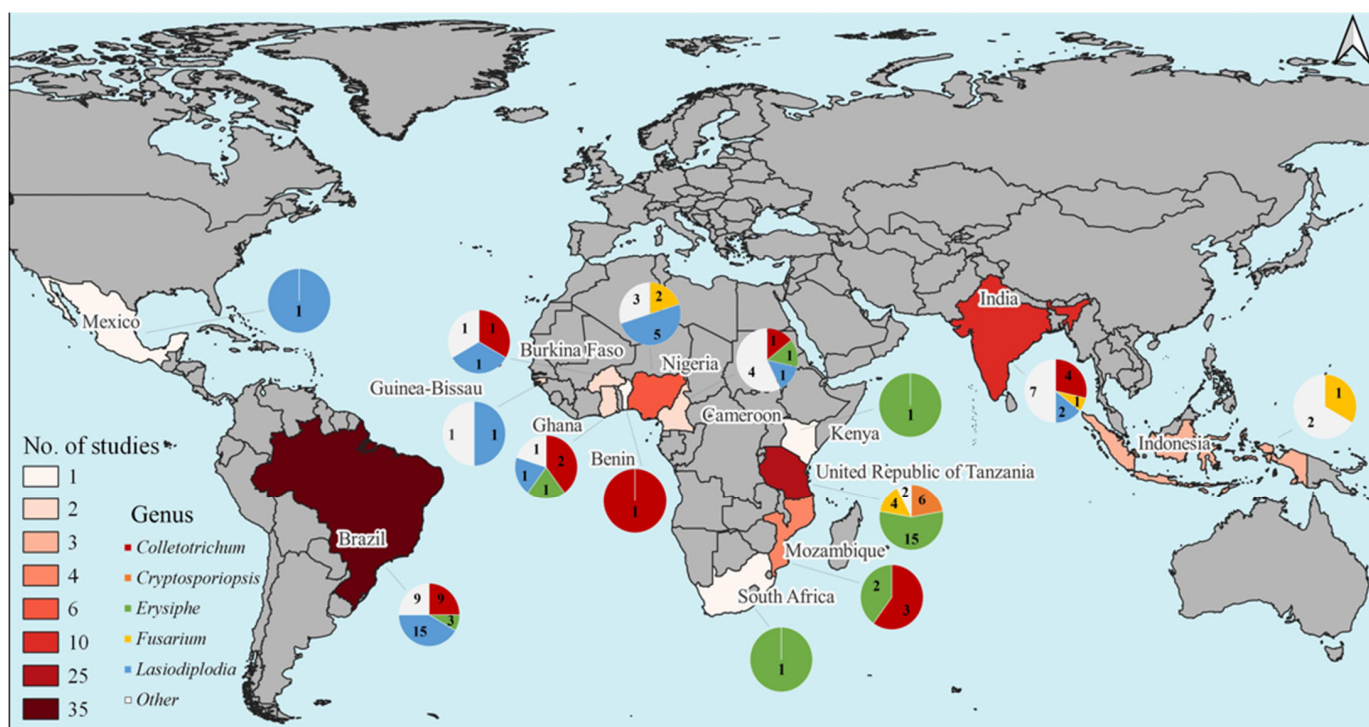 Mexico
1
1
1
1
Burkina Faso
3
2
5
Nigeria
1
1
1
4
India
Guinea-Bissau
1
1
Cameroon
Kenya
1
4
1
2
7
Indonesia
1
2
Ghana
1
2
1
1
Benin
1
United Republic of Tanzania
2
6
4
15
Brazil
9
9
3
15
Mozambique
2
3
South Africa
1
No. of studies
1
2
3
4
6
10
25
35
Genus
Colletotrichum
Cryptosporiopsis
Erysiphe
Fusarium
Lasiodiplodia
Other